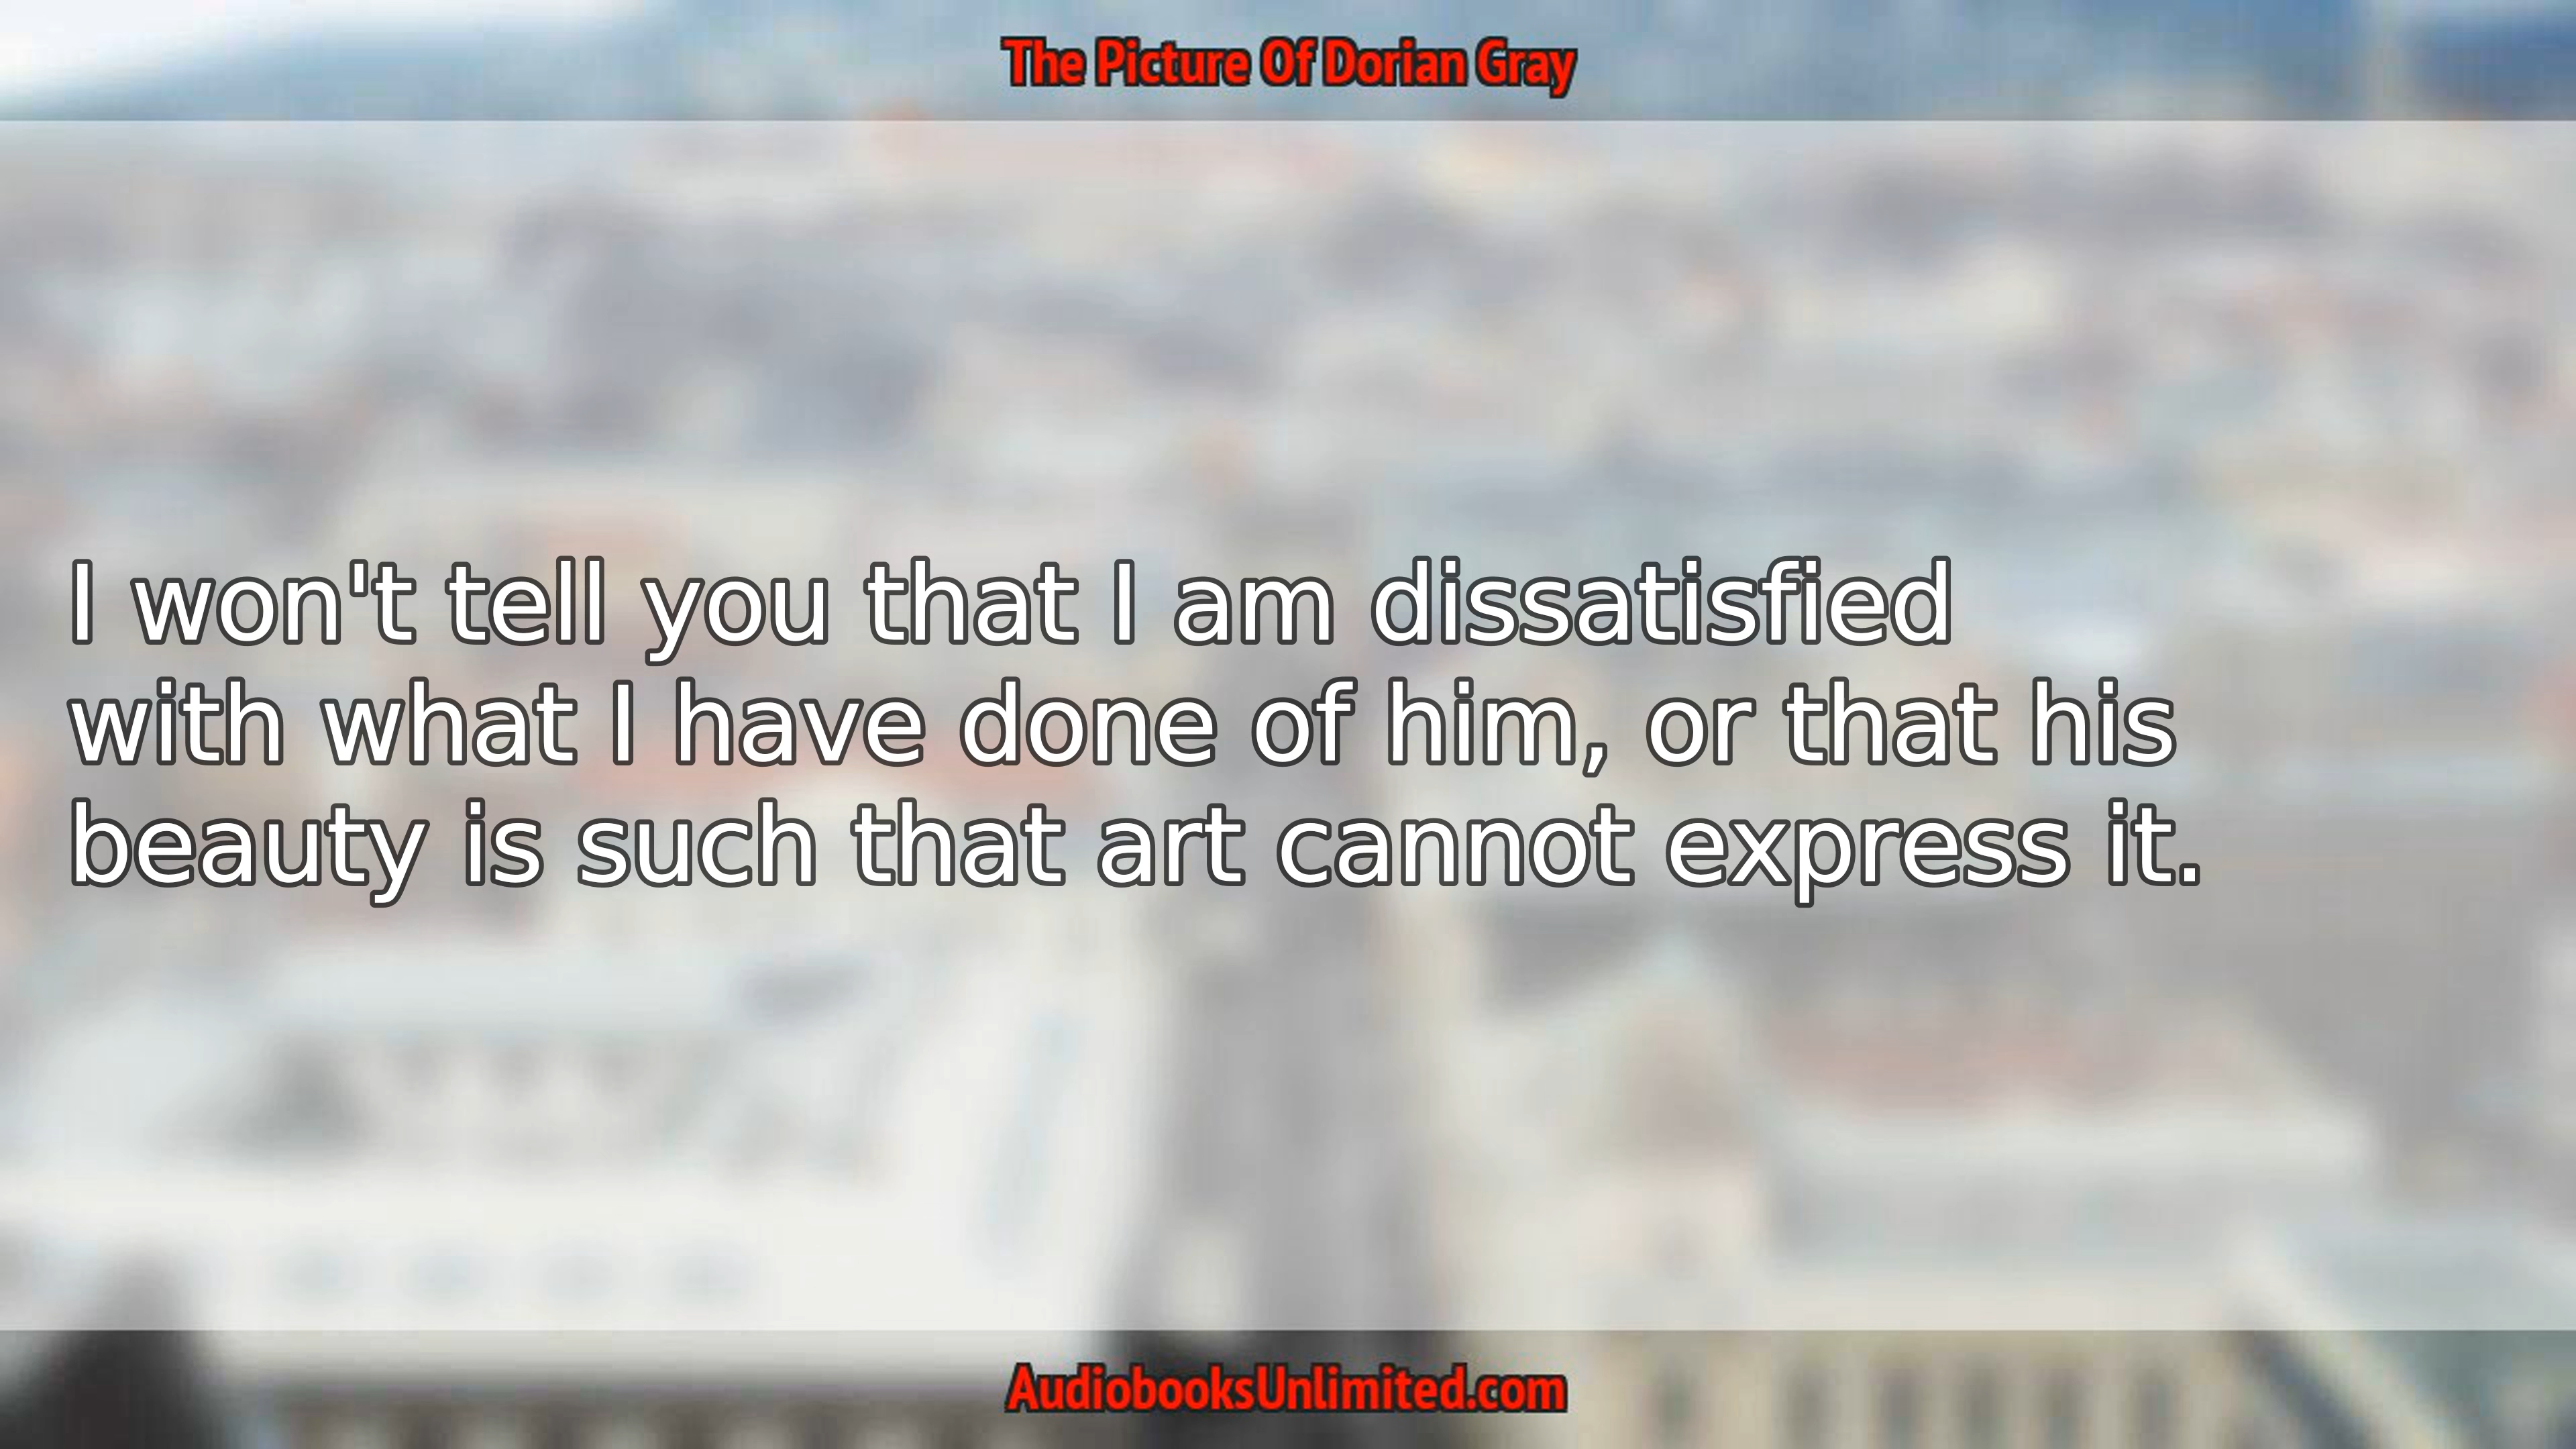 The Picture Of Dorian Gray
I won't tell you that I am dissatisfied
with what I have done of him, or that his
beauty is such that art cannot express it.
AudiobooksUnlimited.com